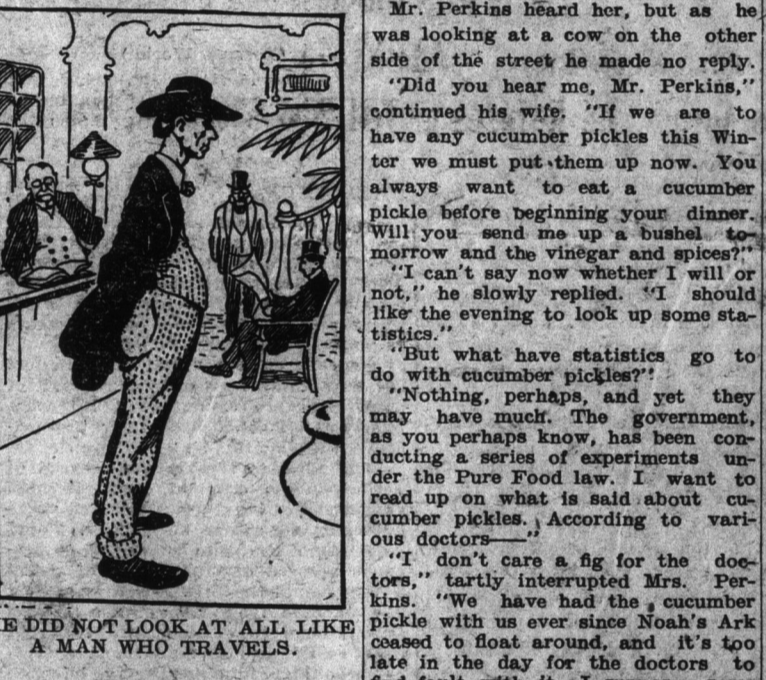 E DID NOT LOOK AT ALL LIKE
A MAN WHO TRAVELS.
Mr. Perkins heard her, but as he
was looking at a cow on the other
side of the street he made no reply.
"Did you hear me, Mr. Perkins,"
continued his wife. "If we are to
have any cucumber pickles this Win-
ter we must put them up now. You
always want to eat a cucumber
pickle before beginning your dinner.
Will you send me up a bushel to-
morrow and the vinegar and spices?"
"I can't say now whether I will or
not," he slowly replied. "I should
like the evening to look up some sta-
tistics."
"But what have statistics go to
do with cucumber pickles?"
"Nothing, perhaps, and yet they
may have much. The government,
as you perhaps know, has been con-
ducting a series of experiments un-
der the Pure Food law. I want to
read up on what is said about cu-
cumber pickles. According to vari-
ous doctors——"
"I don't care a fig for the doc-
tors," tartly interrupted Mrs. Per-
kins. "We have had the cucumber
pickle with us ever since Noah's Ark
ceased to float around, and it's too
late in the day for the doctors to